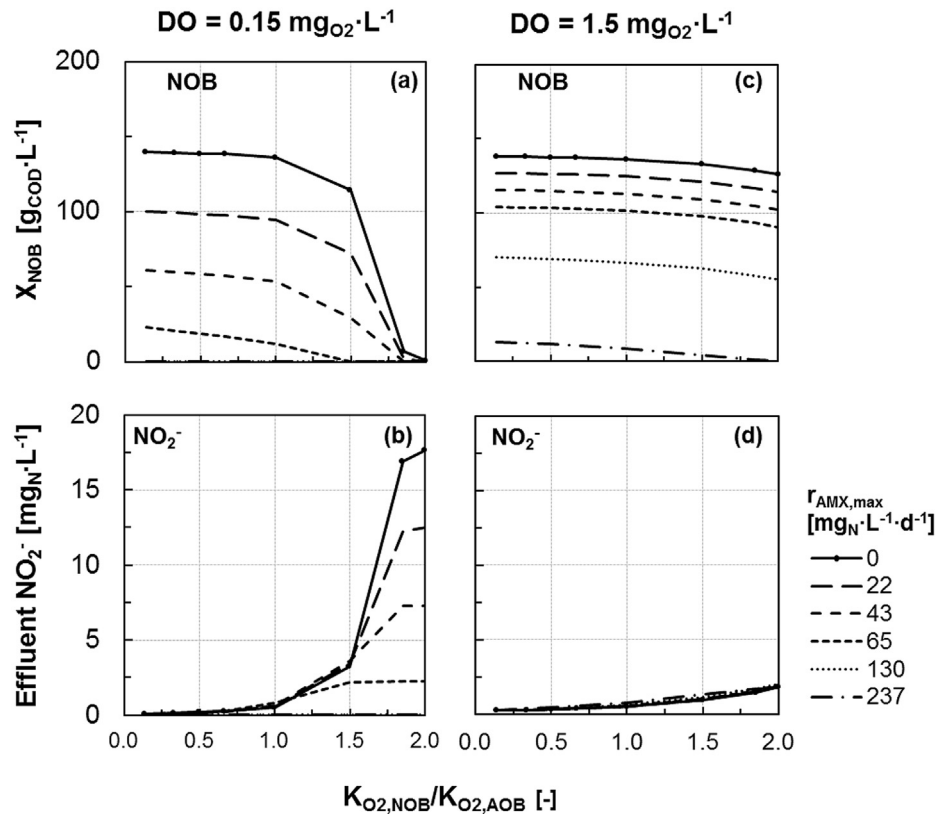 DO = 0.15 mgO2·L-1
DO = 1.5 mgO2·L-1
200
100
0
XNOB [gCOD·L-1]
NOB
(a)
NOB
(c)
20
15
10
5
0
Effluent NO2- [mgN·L-1]
NO2-
(b)
NO2-
(d)
0.0 0.5 1.0 1.5 2.0
0.0 0.5 1.0 1.5 2.0
KO2,NOB/KO2,AOB [-]
rAMX,max
[mgN·L-1·d-1]
0
22
43
65
130
237